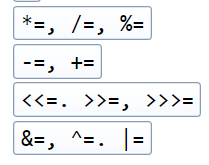 *=, /=, %=
-=, +=
<<=. >>=, >>>=
&=, ^=. |=